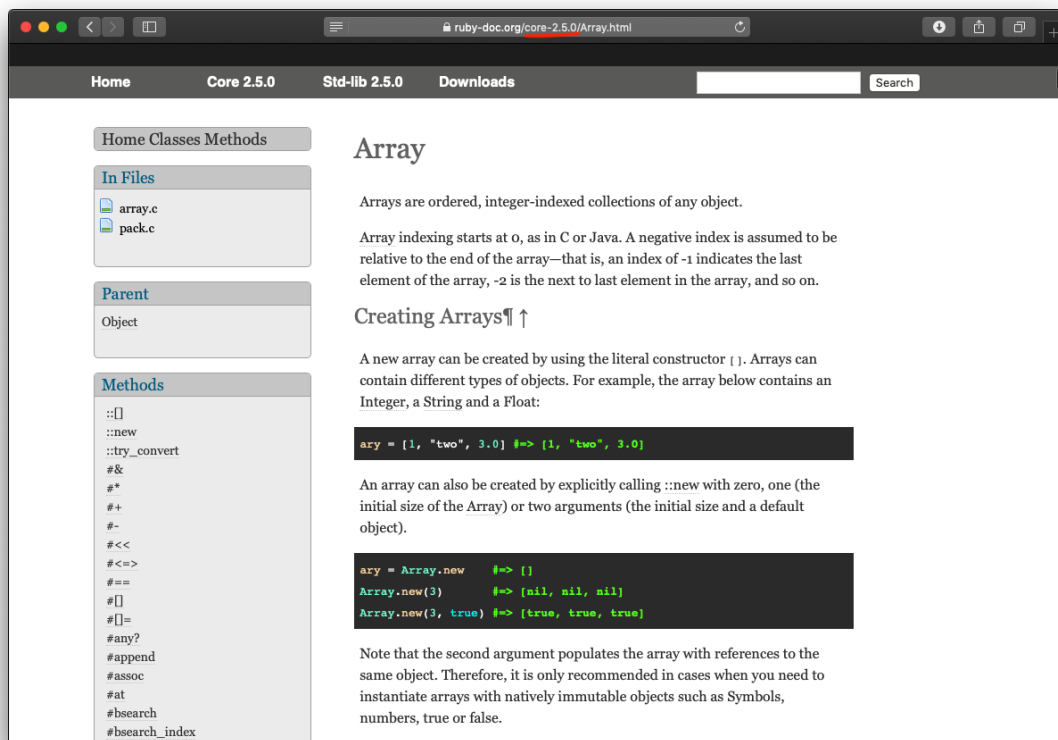 ruby-doc.org/core-2.5.0/Array.html
Home Core 2.5.0 Std-lib 2.5.0 Downloads Search
Home Classes Methods
In Files
array.c
pack.c
Parent
Object
Methods
::[]
::new
::try_convert
#&
#*
#+
#-
#<<
#<=>
#==
#[]
#[]=
#any?
#append
#assoc
#at
#bsearch
#bsearch_index
Array
Arrays are ordered, integer-indexed collections of any object.
Array indexing starts at 0, as in C or Java. A negative index is assumed to be
relative to the end of the array—that is, an index of -1 indicates the last
element of the array, -2 is the next to last element in the array, and so on.
Creating Arrays¶ ↑
A new array can be created by using the literal constructor []. Arrays can
contain different types of objects. For example, the array below contains an
Integer, a String and a Float:
ary = [1, "two", 3.0] #=> [1, "two", 3.0]
An array can also be created by explicitly calling ::new with zero, one (the
initial size of the Array) or two arguments (the initial size and a default
object).
ary = Array.new    #=> []
Array.new(3)       #=> [nil, nil, nil]
Array.new(3, true) #=> [true, true, true]
Note that the second argument populates the array with references to the
same object. Therefore, it is only recommended in cases when you need to
instantiate arrays with natively immutable objects such as Symbols,
numbers, true or false.